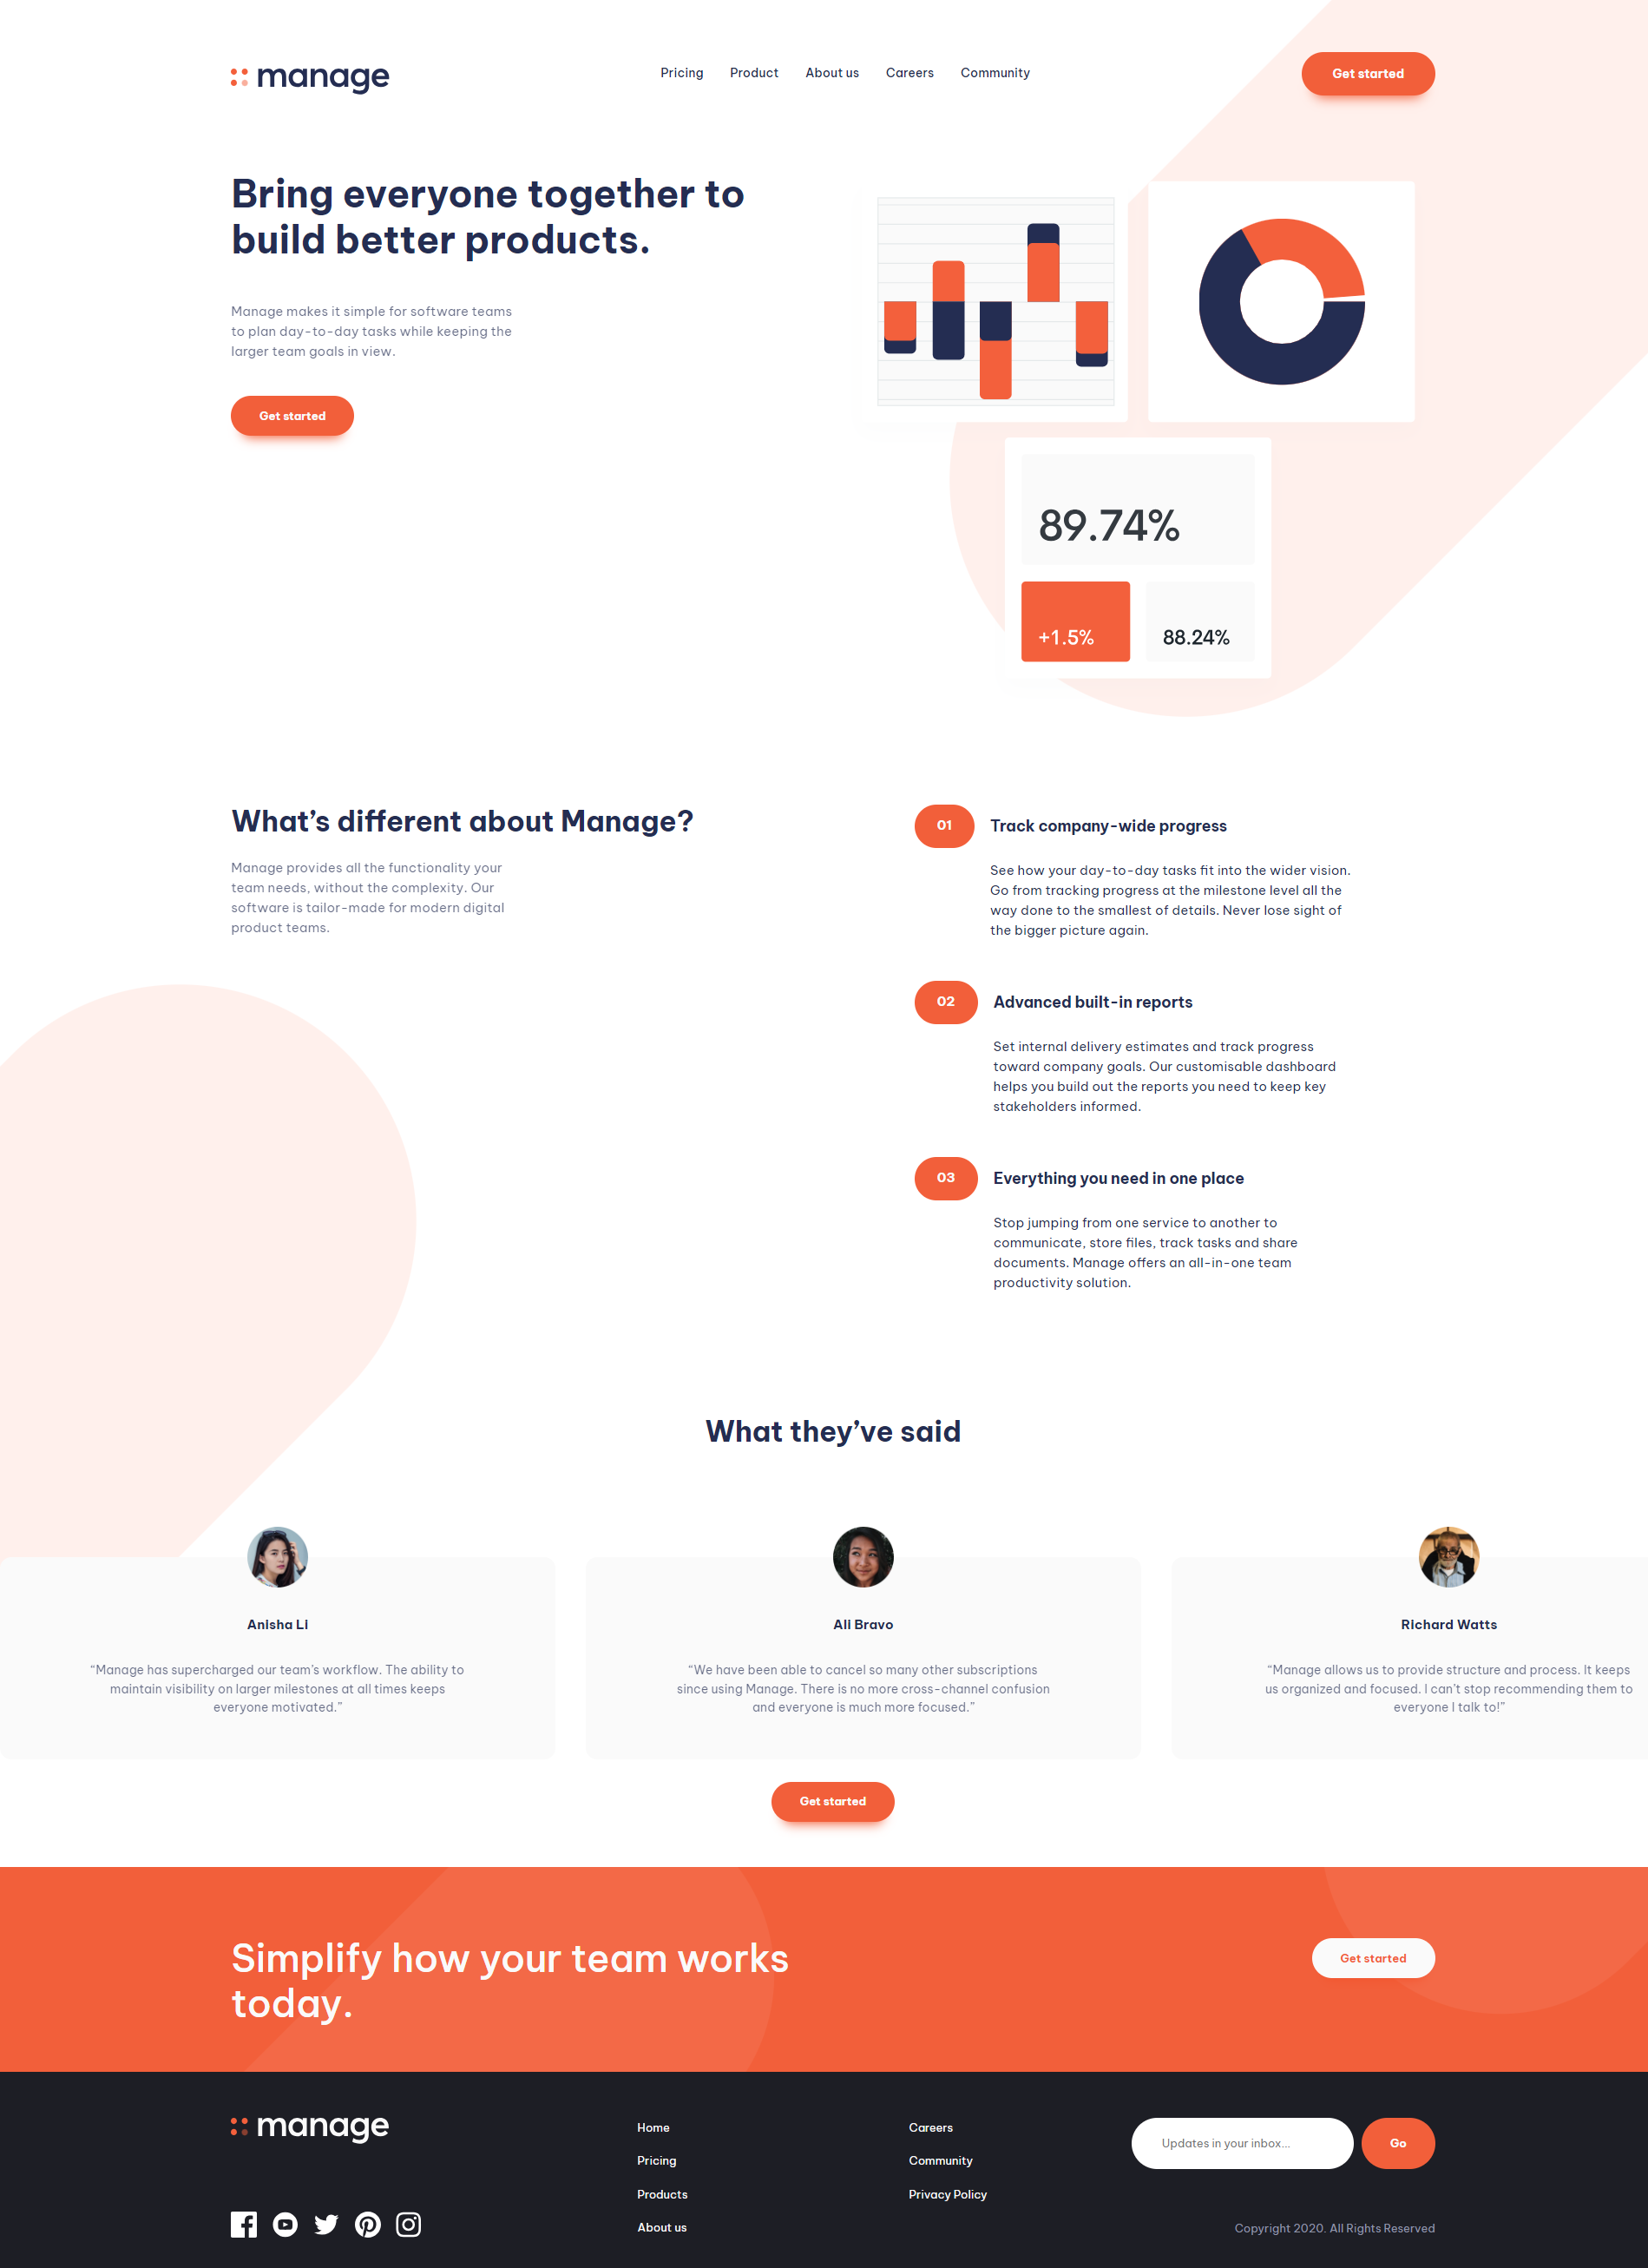 manage
Pricing
Product
About us
Careers
Community
Get started
Bring everyone together to
build better products.
Manage makes it simple for software teams
to plan day-to-day tasks while keeping the
larger team goals in view.
Get started
89.74%
+1.5%
88.24%
What’s different about Manage?
Manage provides all the functionality your
team needs, without the complexity. Our
software is tailor-made for modern digital
product teams.
01
Track company-wide progress
See how your day-to-day tasks fit into the wider vision.
Go from tracking progress at the milestone level all the
way done to the smallest of details. Never lose sight of
the bigger picture again.
02
Advanced built-in reports
Set internal delivery estimates and track progress
toward company goals. Our customisable dashboard
helps you build out the reports you need to keep key
stakeholders informed.
03
Everything you need in one place
Stop jumping from one service to another to
communicate, store files, track tasks and share
documents. Manage offers an all-in-one team
productivity solution.
What they’ve said
Anisha Li
“Manage has supercharged our team’s workflow. The ability to
maintain visibility on larger milestones at all times keeps
everyone motivated.”
Ali Bravo
“We have been able to cancel so many other subscriptions
since using Manage. There is no more cross-channel confusion
and everyone is much more focused.”
Richard Watts
“Manage allows us to provide structure and process. It keeps
us organized and focused. I can’t stop recommending them to
everyone I talk to!”
Get started
Simplify how your team works
today.
Get started
manage
Home
Pricing
Products
About us
Careers
Community
Privacy Policy
Updates in your inbox...
Go
Copyright 2020. All Rights Reserved